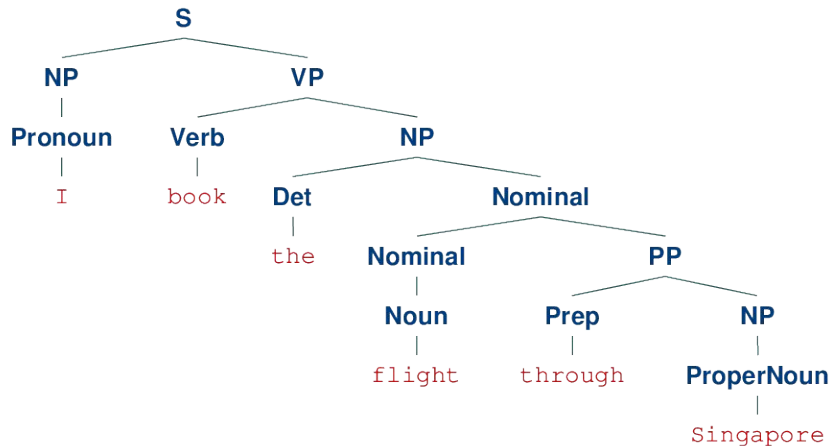 S
NP VP
Pronoun Verb NP
I book Det Nominal
the Nominal PP
Noun Prep NP
flight through ProperNoun
Singapore